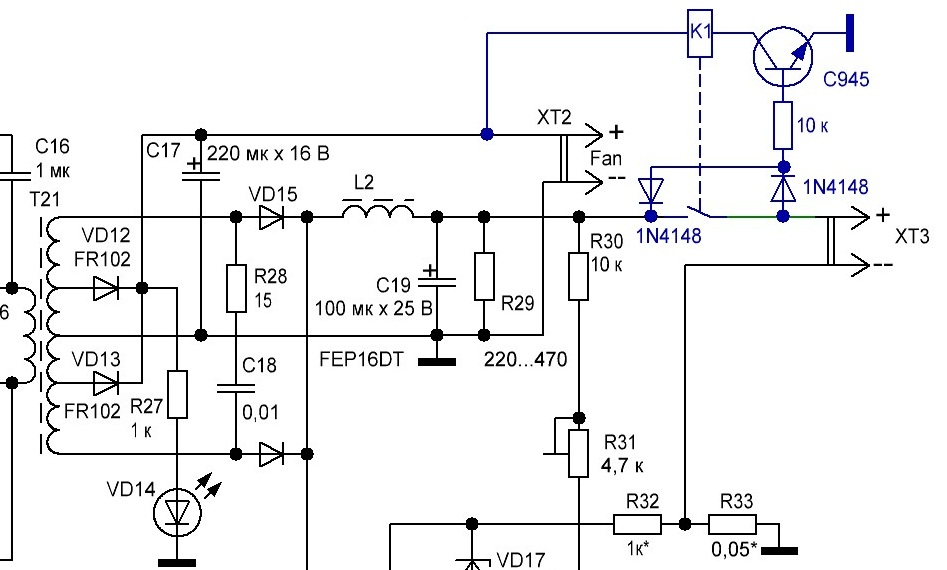 K1
C945
10 к
1N4148
1N4148
XT2
+
Fan
--
+
XT3
--
C16
1 мк
C17
+
220 мк x 16 В
T21
VD15
L2
VD12
FR102
R28
15
C19
+
100 мк x 25 В
R29
R30
10 к
6
FEP16DT
220...470
VD13
FR102
R27
1 к
C18
0,01
R31
4,7 к
VD14
R32
1к*
R33
0,05*
VD17